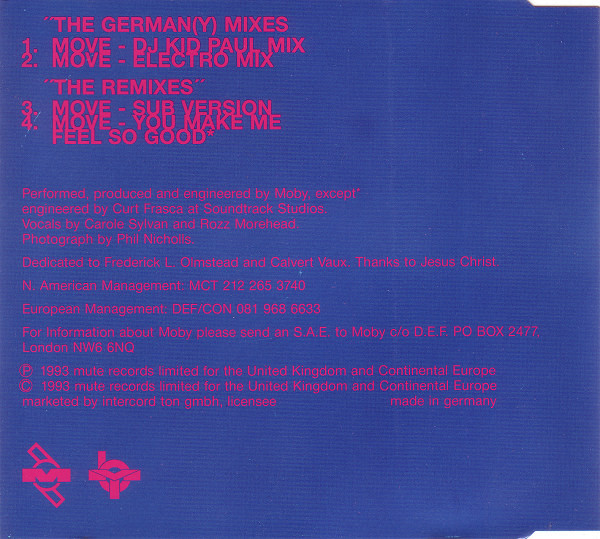 "THE GERMAN(Y) MIXES
1. MOVE - DJ KID PAUL MIX
2. MOVE - ELECTRO MIX
"THE REMIXES"
3. MOVE - SUB VERSION
4. MOVE - YOU MAKE ME
FEEL SO GOOD*
Performed, produced and engineered by Moby, except*
engineered by Curt Frasca at Soundtrack Studios.
Vocals by Carole Sylvan and Rozz Morehead.
Photograph by Phil Nicholls.
Dedicated to Frederick L. Olmstead and Calvert Vaux. Thanks to Jesus Christ.
N. American Management: MCT 212 265 3740
European Management: DEF/CON 081 968 6633
For Information about Moby please send an S.A.E. to Moby c/o D.E.F. PO BOX 2477,
London NW6 6NQ
Ⓟ 1993 mute records limited for the United Kingdom and Continental Europe
© 1993 mute records limited for the United Kingdom and Continental Europe
marketed by intercord ton gmbh, licensee made in germany